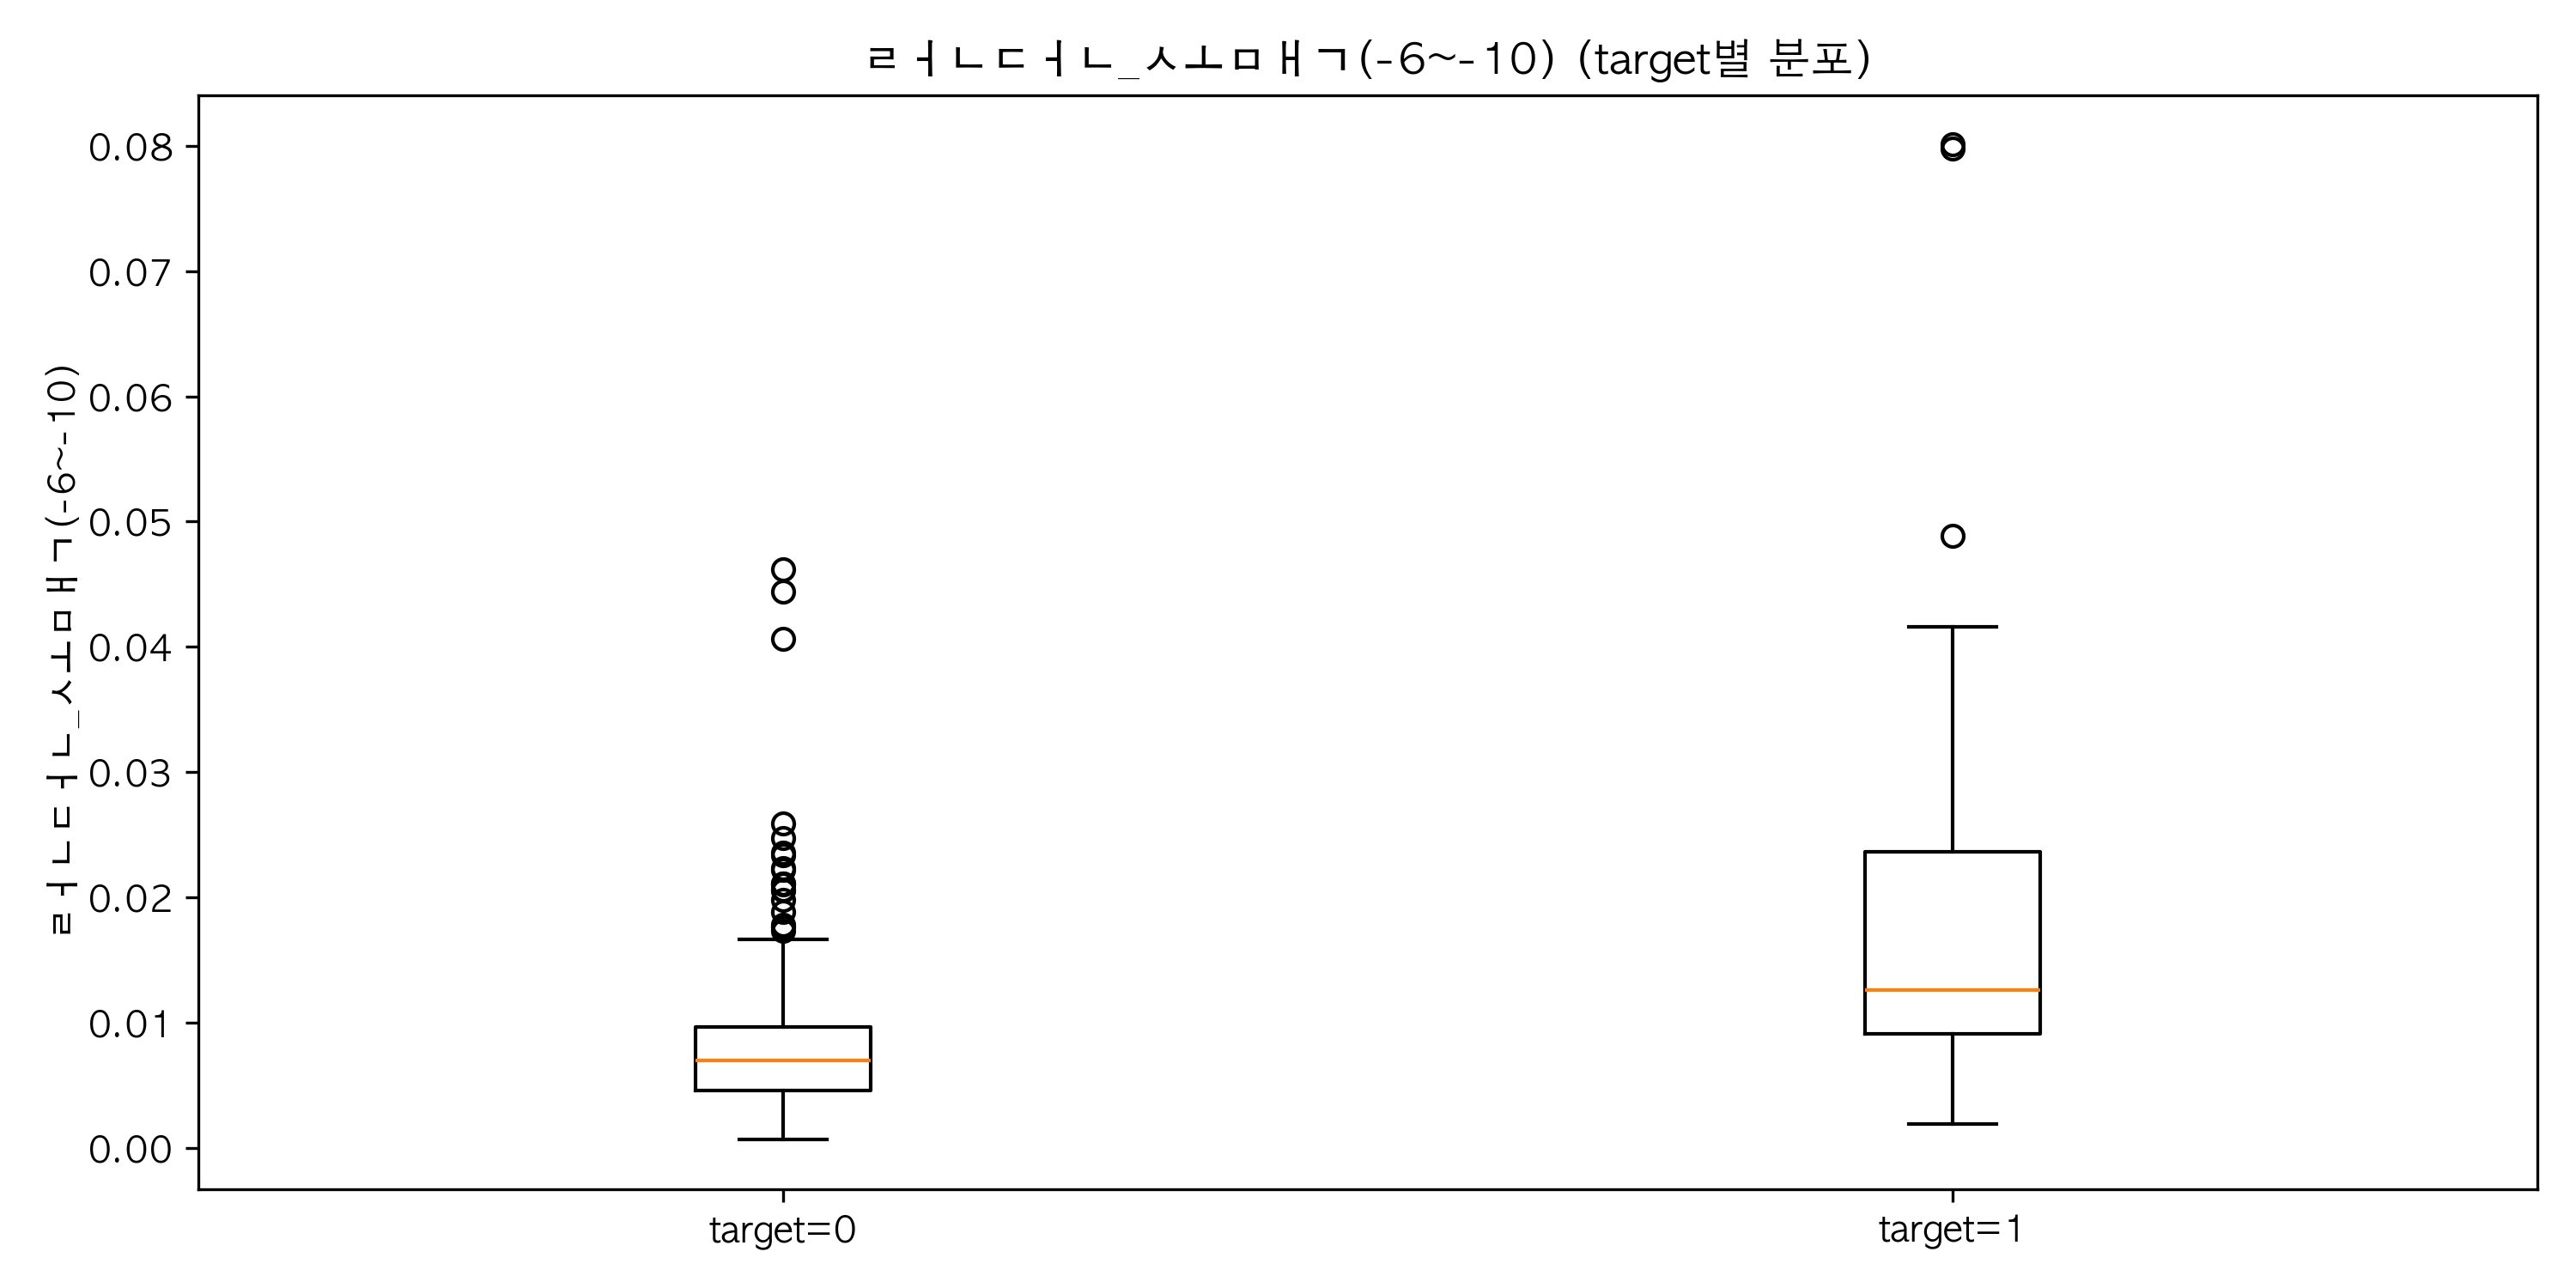 ㄹㅓㄴㄷㅓㄴ_ㅅㅗㅁㅐㄱ(-6~-10) (target별 분포)
ㄹㅓㄴㄷㅓㄴ_ㅅㅗㅁㅐㄱ(-6~-10)
0.08
0.07
0.06
0.05
0.04
0.03
0.02
0.01
0.00
target=0
target=1